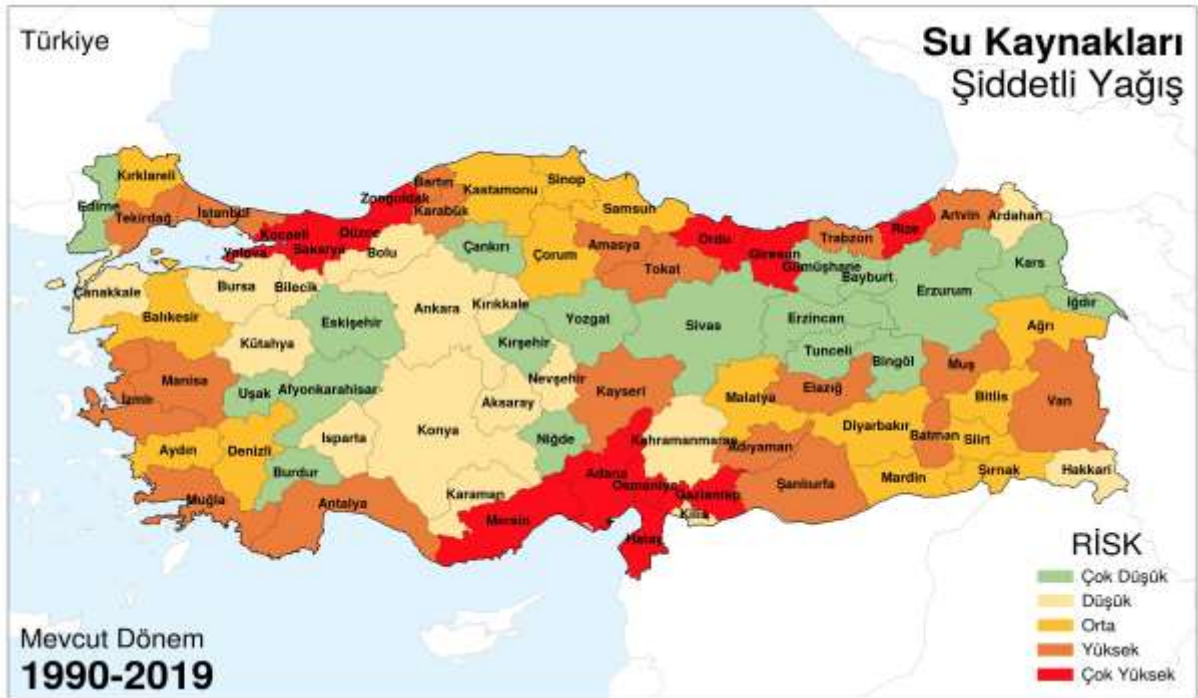 Türkiye
Su Kaynakları
Şiddetli Yağış
Kırklareli
Edirne
Tekirdağ
İstanbul
Kocaeli
Yalova
Sakarya
Düzce
Zonguldak
Bartın
Karabük
Kastamonu
Sinop
Samsun
Bolu
Çankırı
Çorum
Amasya
Tokat
Ordu
Giresun
Gümüşhane
Trabzon
Bayburt
Rize
Artvin
Ardahan
Kars
Iğdır
Erzurum
Ağrı
Çanakkale
Balıkesir
Bursa
Bilecik
Kütahya
Eskişehir
Ankara
Kırıkkale
Kırşehir
Yozgat
Sivas
Erzincan
Tunceli
Bingöl
Muş
Bitlis
Van
Manisa
İzmir
Uşak
Afyonkarahisar
Nevşehir
Aksaray
Kayseri
Malatya
Elazığ
Diyarbakır
Batman
Siirt
Şırnak
Hakkari
Aydın
Denizli
Isparta
Burdur
Konya
Niğde
Kahramanmaraş
Adıyaman
Şanlıurfa
Mardin
Muğla
Antalya
Karaman
Mersin
Adana
Osmaniye
Gaziantep
Kilis
Hatay
RİSK
Çok Düşük
Düşük
Orta
Yüksek
Çok Yüksek
Mevcut Dönem
1990-2019